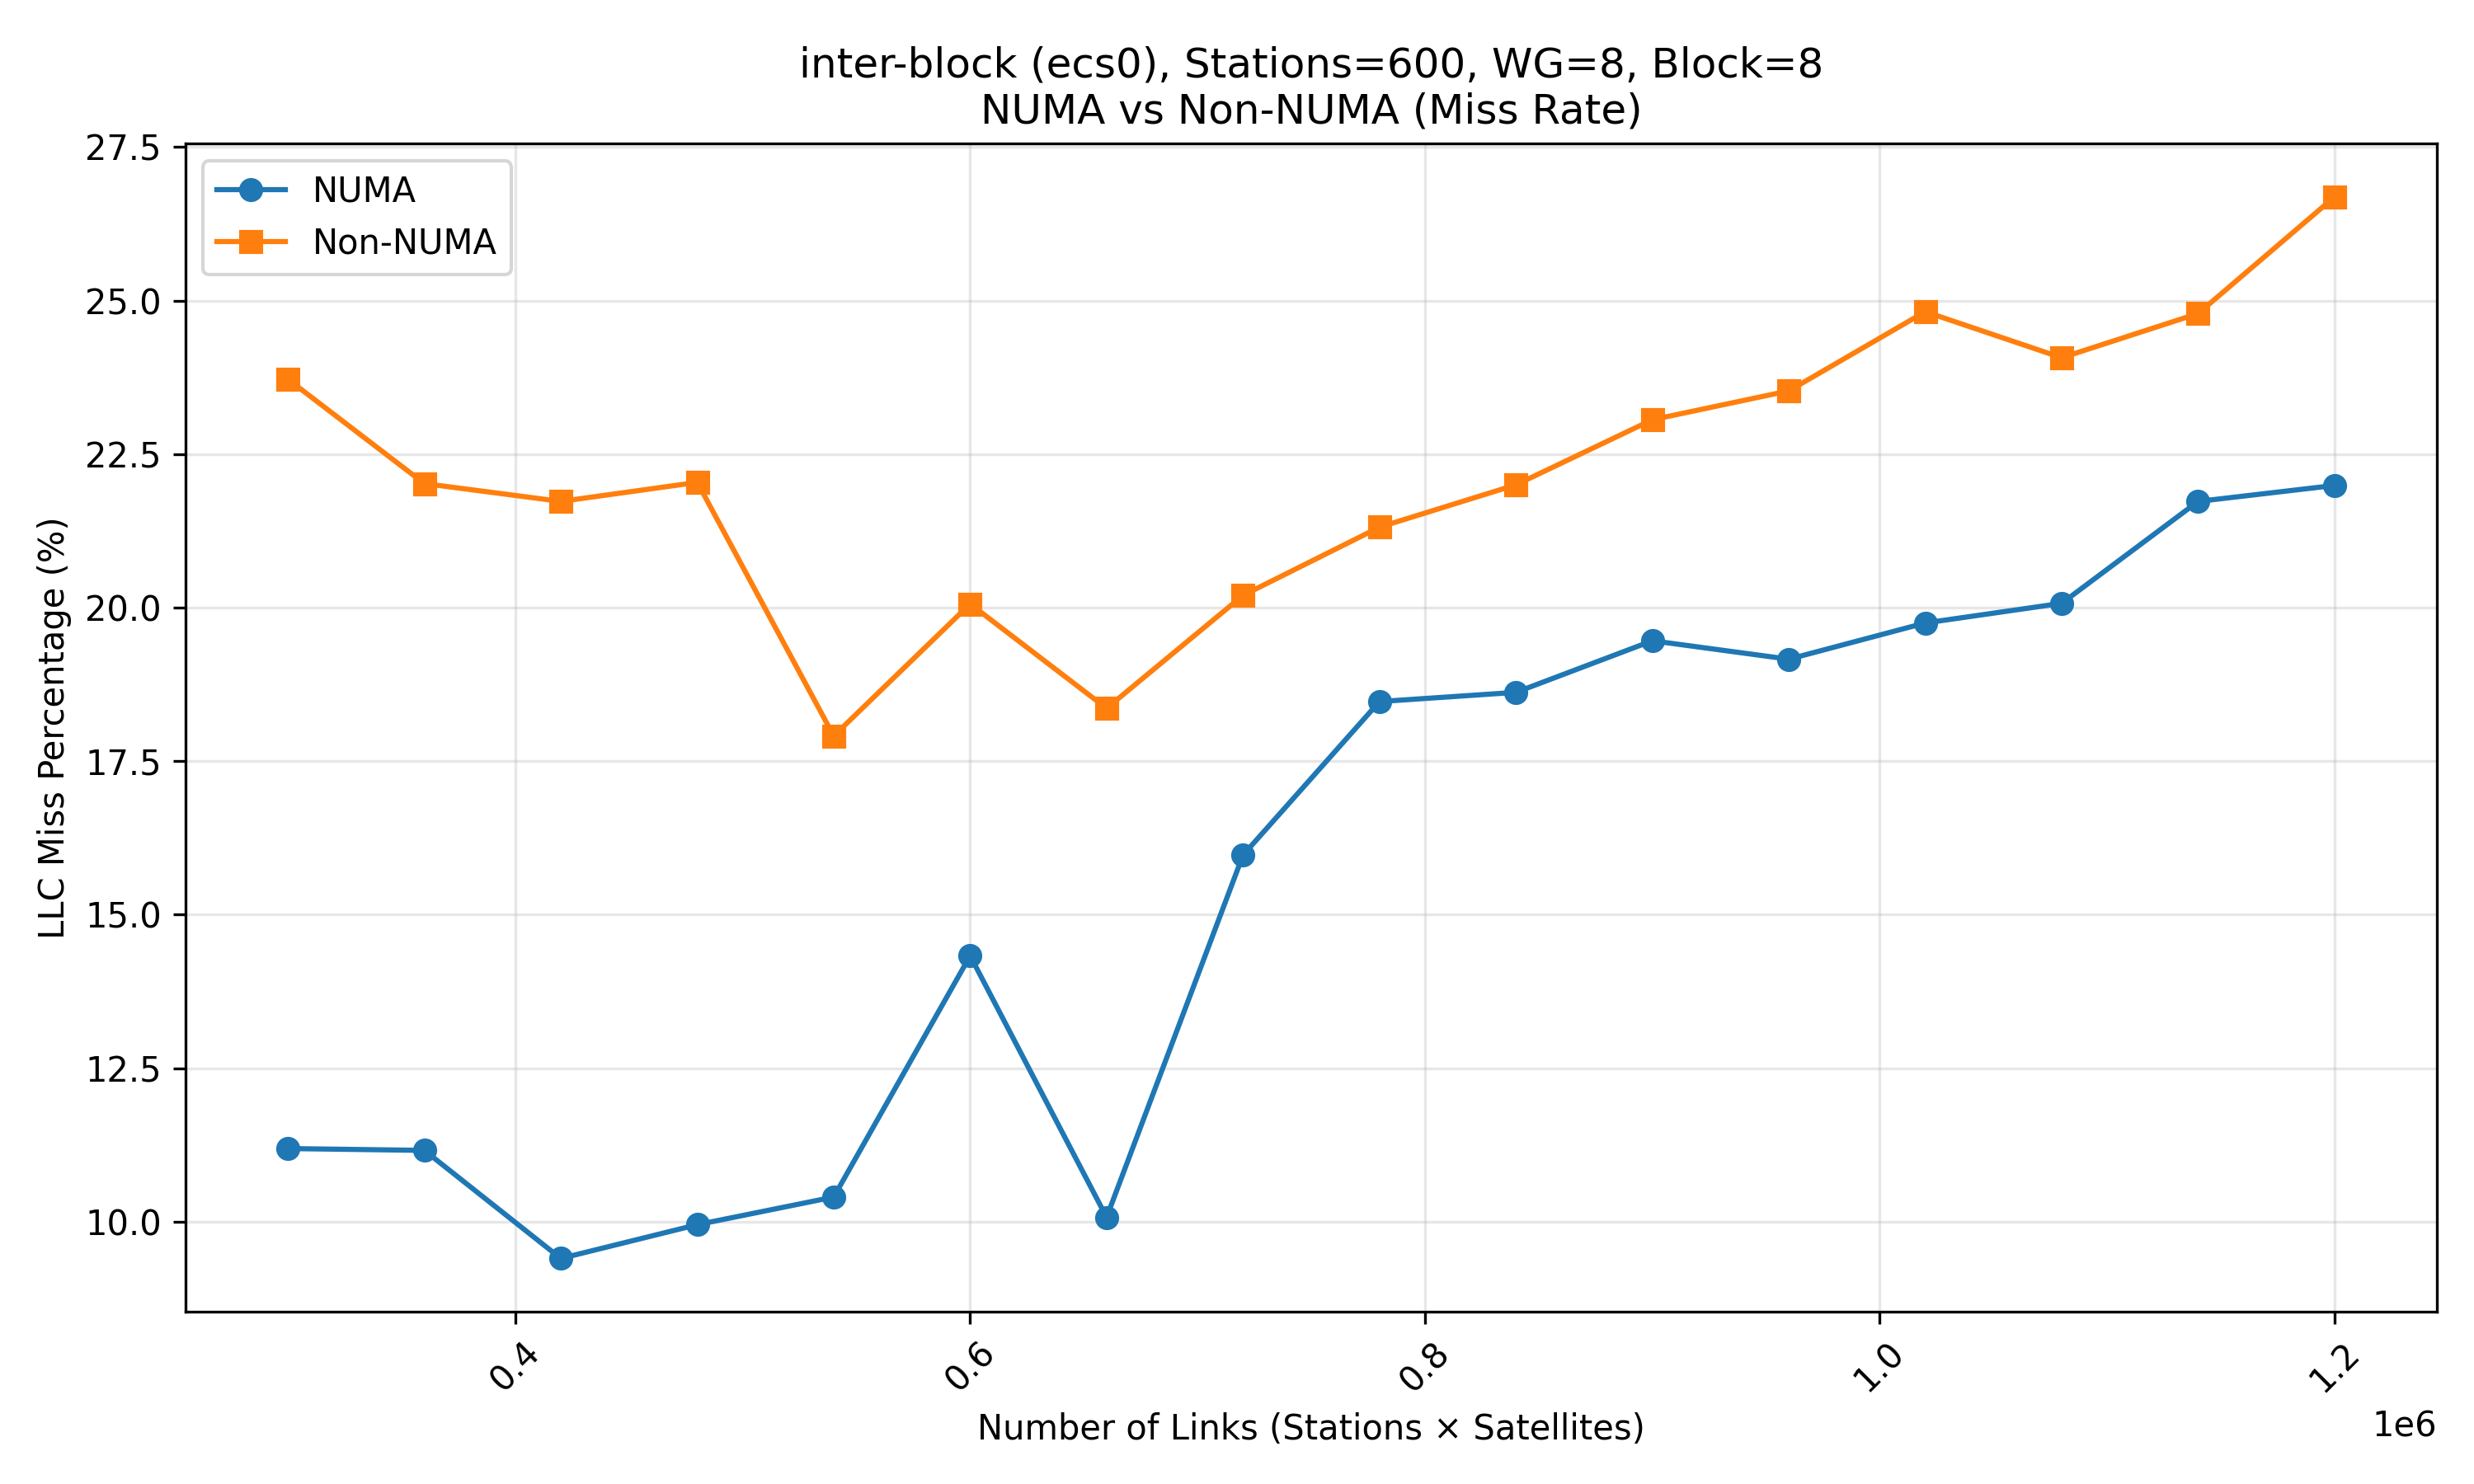 inter-block (ecs0), Stations=600, WG=8, Block=8
NUMA vs Non-NUMA (Miss Rate)
NUMA
Non-NUMA
LLC Miss Percentage (%)
27.5
25.0
22.5
20.0
17.5
15.0
12.5
10.0
0.4
0.6
0.8
1.0
1.2
1e6
Number of Links (Stations × Satellites)